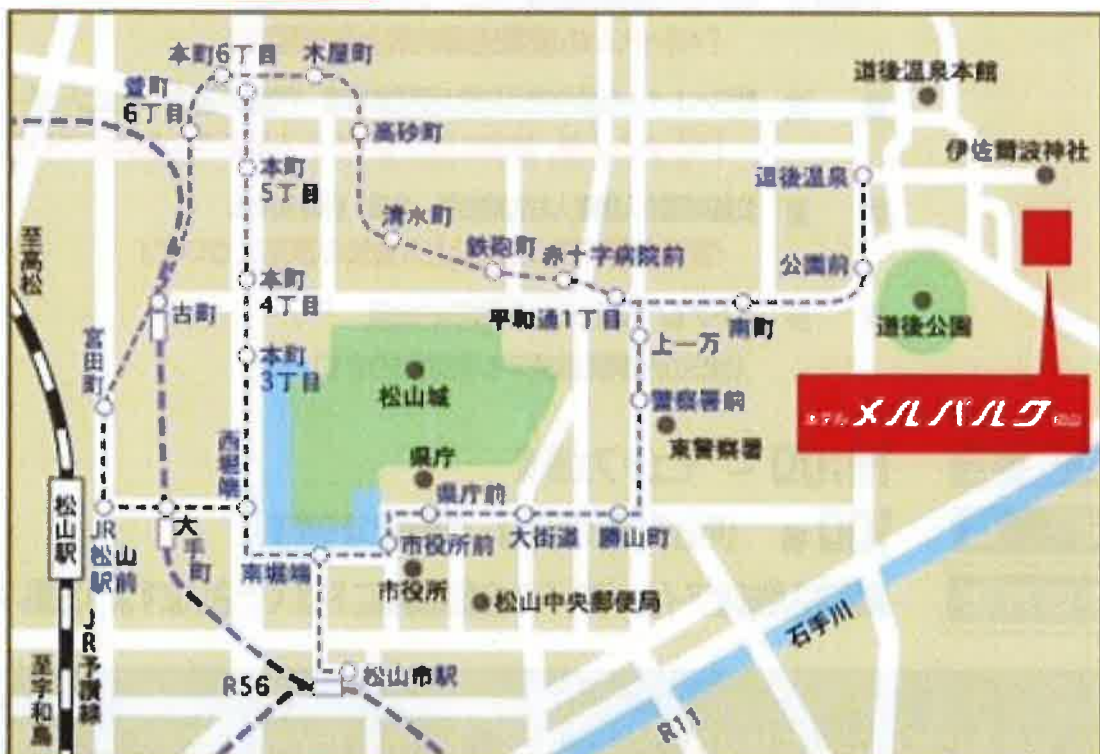 本町6丁目
木屋町
萱町
6丁目
高砂町
道後温泉本館
伊佐爾波神社
道後温泉
本町
5丁目
清水町
鉄砲町
赤十字病院前
公園前
至高松
本町
4丁目
古町
平和通1丁目
南町
道後公園
宮田町
上一万
本町
3丁目
松山城
警察署前
ホテル メルパルク 松山
東警察署
西堀端
県庁
県庁前
松山駅
JR
松山
駅前
大手町
南堀端
市役所前
大街道
勝山町
市役所
松山中央郵便局
石手川
JR予讃線
至宇和島
R56
松山市駅
R11